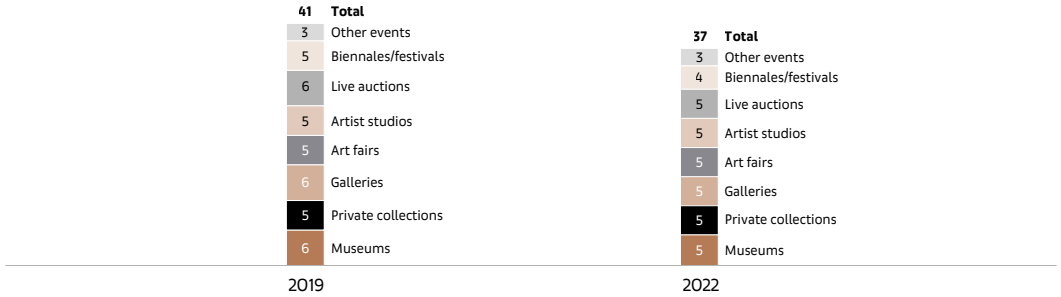 41 Total
3 Other events
5 Biennales/festivals
6 Live auctions
5 Artist studios
5 Art fairs
6 Galleries
5 Private collections
6 Museums
2019
37 Total
3 Other events
4 Biennales/festivals
5 Live auctions
5 Artist studios
5 Art fairs
5 Galleries
5 Private collections
5 Museums
2022